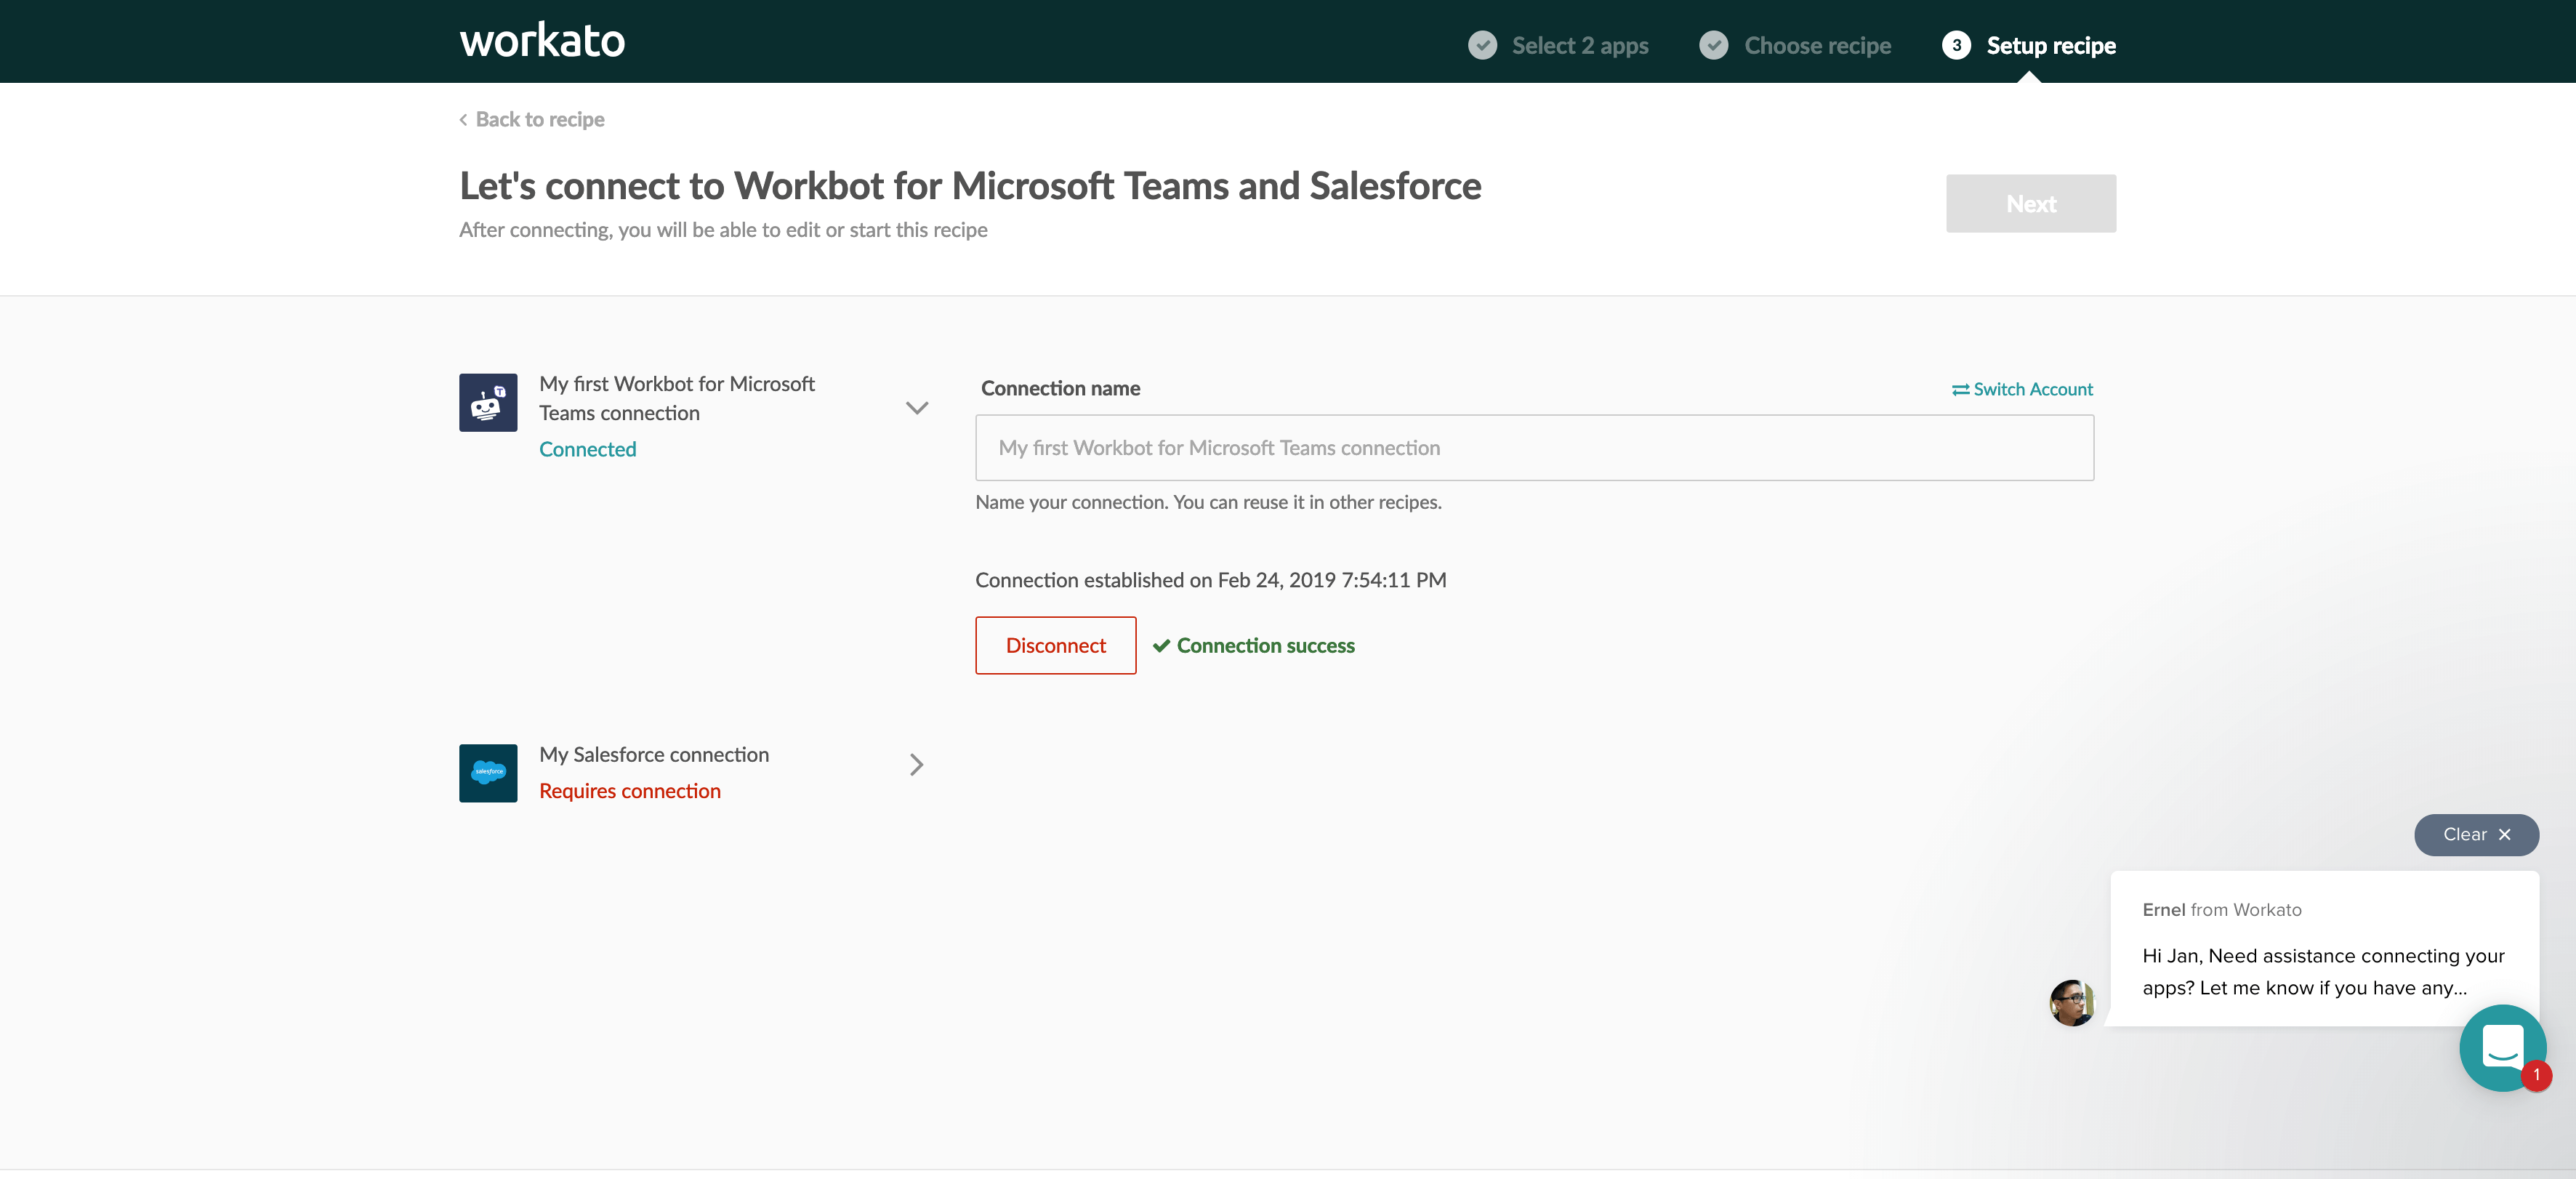 workato
Select 2 apps
Choose recipe
3 Setup recipe
Back to recipe
Let's connect to Workbot for Microsoft Teams and Salesforce
After connecting, you will be able to edit or start this recipe
Next
My first Workbot for Microsoft
Teams connection
Connected
Connection name
Switch Account
My first Workbot for Microsoft Teams connection
Name your connection. You can reuse it in other recipes.
Connection established on Feb 24, 2019 7:54:11 PM
Disconnect
Connection success
salesforce
My Salesforce connection
Requires connection
Clear
Ernel from Workato
Hi Jan, Need assistance connecting your
apps? Let me know if you have any...
1